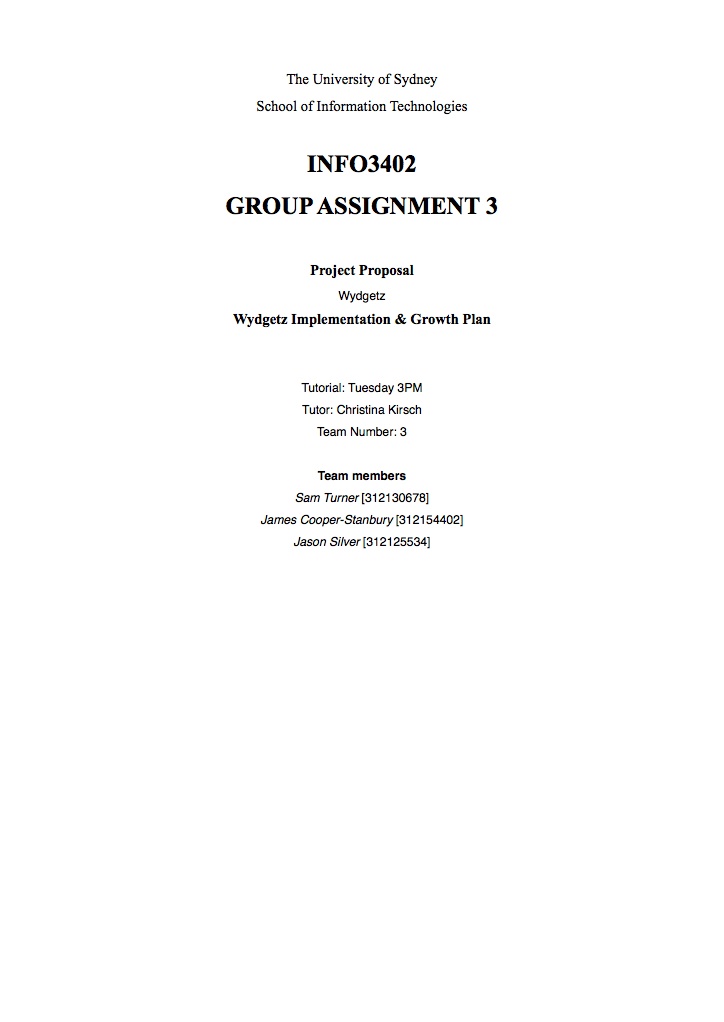 The University of Sydney
School of Information Technologies
INFO3402
GROUP ASSIGNMENT 3
Project Proposal
Wydgetz
Wydgetz Implementation & Growth Plan
Tutorial: Tuesday 3PM
Tutor: Christina Kirsch
Team Number: 3
Team members
Sam Turner [312130678]
James Cooper-Stanbury [312154402]
Jason Silver [312125534]